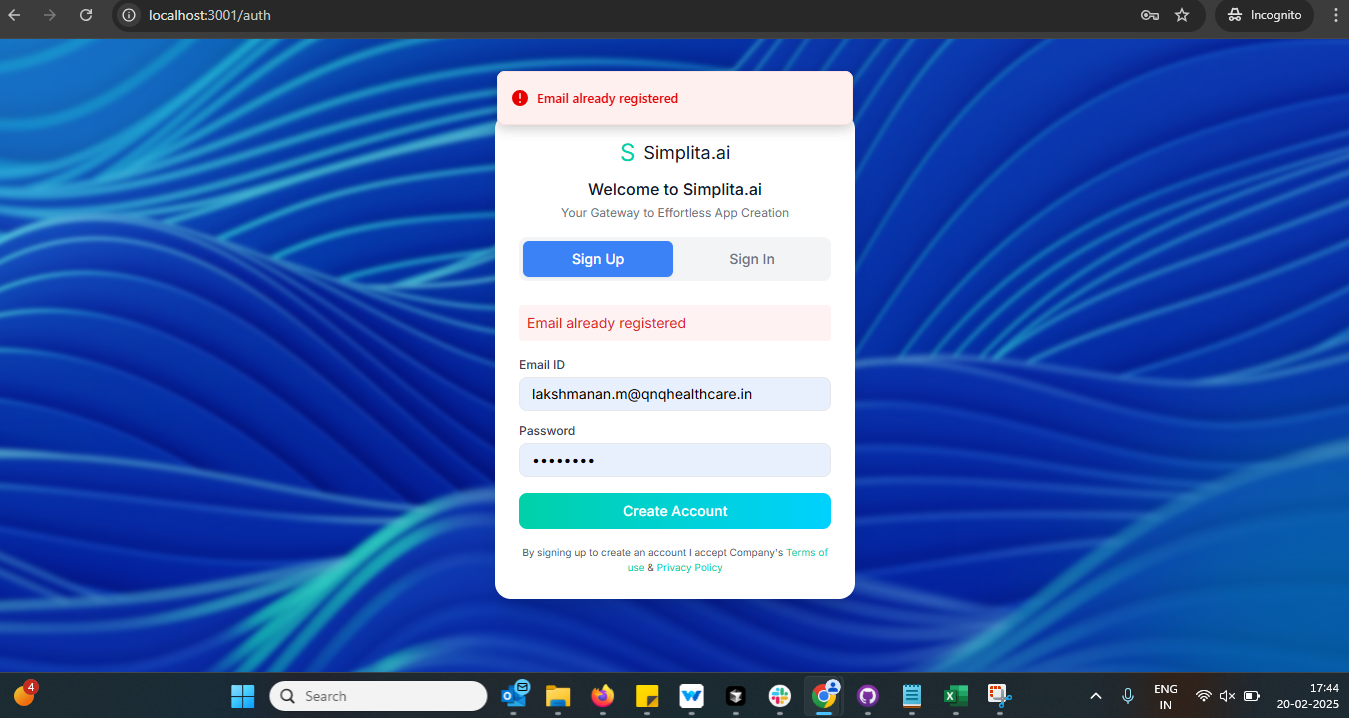 localhost:3001/auth
Incognito
Email already registered
S Simplita.ai
Welcome to Simplita.ai
Your Gateway to Effortless App Creation
Sign Up
Sign In
Email already registered
Email ID
lakshmanan.m@qnqhealthcare.in
Password
••••••••
Create Account
By signing up to create an account I accept Company's Terms of
use & Privacy Policy
4
Search
ENG
IN
17:44
20-02-2025